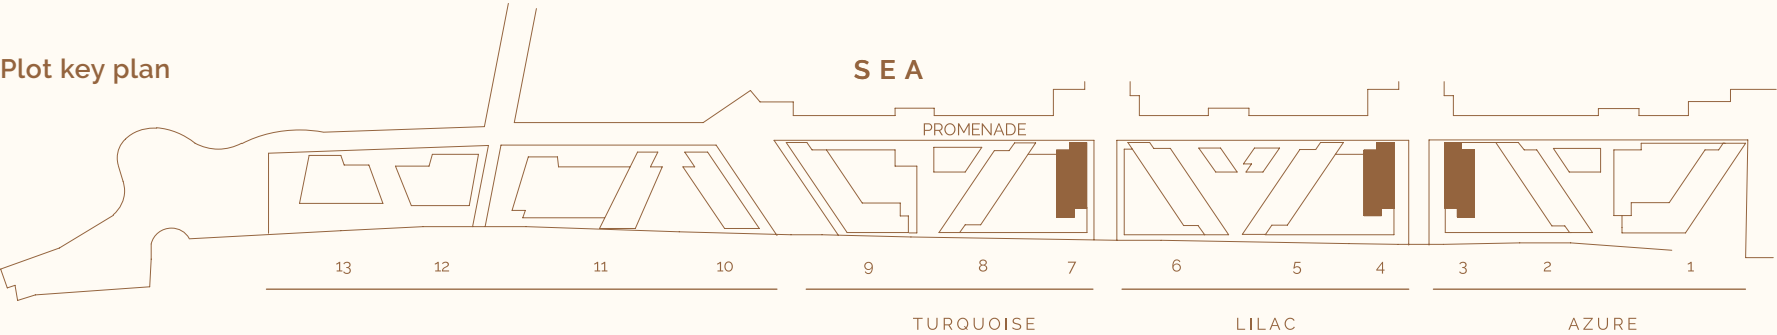 Plot key plan
SEA
PROMENADE
13 12 11 10 9 8 7 6 5 4 3 2 1
TURQUOISE LILAC AZURE